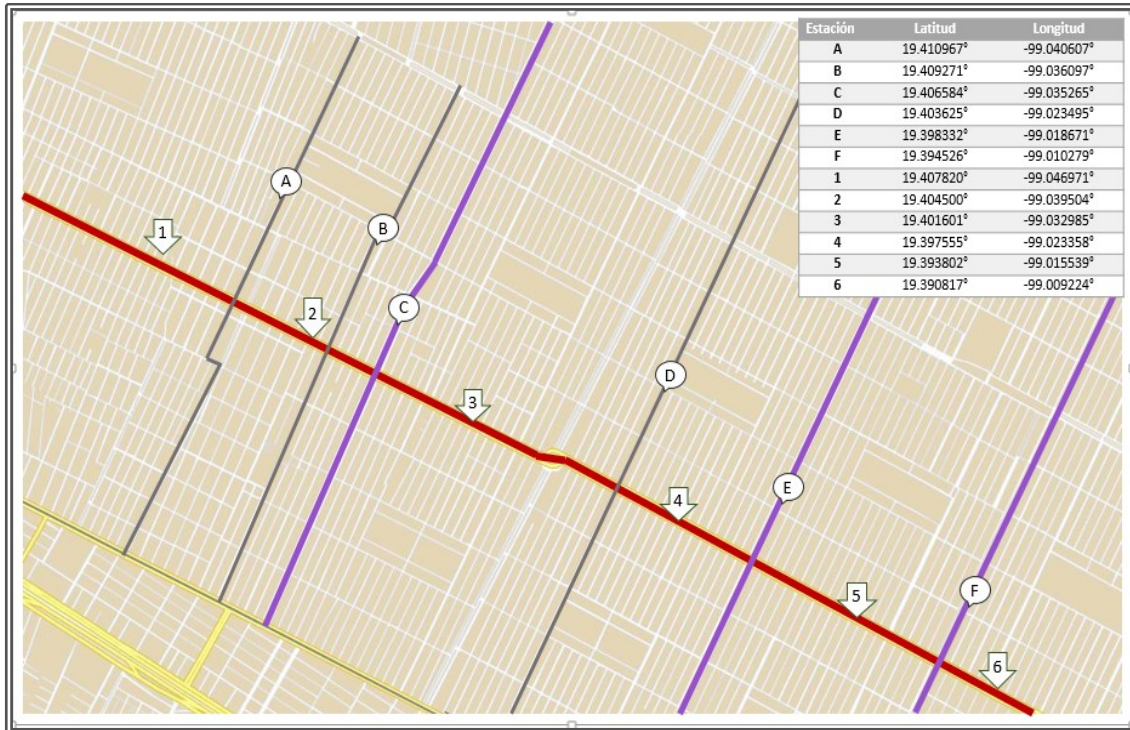 Estación Latitud Longitud
A 19.410967° -99.040607°
B 19.409271° -99.036097°
C 19.406584° -99.035265°
D 19.403625° -99.023495°
E 19.398332° -99.018671°
F 19.394526° -99.010279°
1 19.407820° -99.046971°
2 19.404500° -99.039504°
3 19.401601° -99.032985°
4 19.397555° -99.023358°
5 19.393802° -99.015539°
6 19.390817° -99.009224°
A
B
1
C
2
D
3
E
4
F
5
6